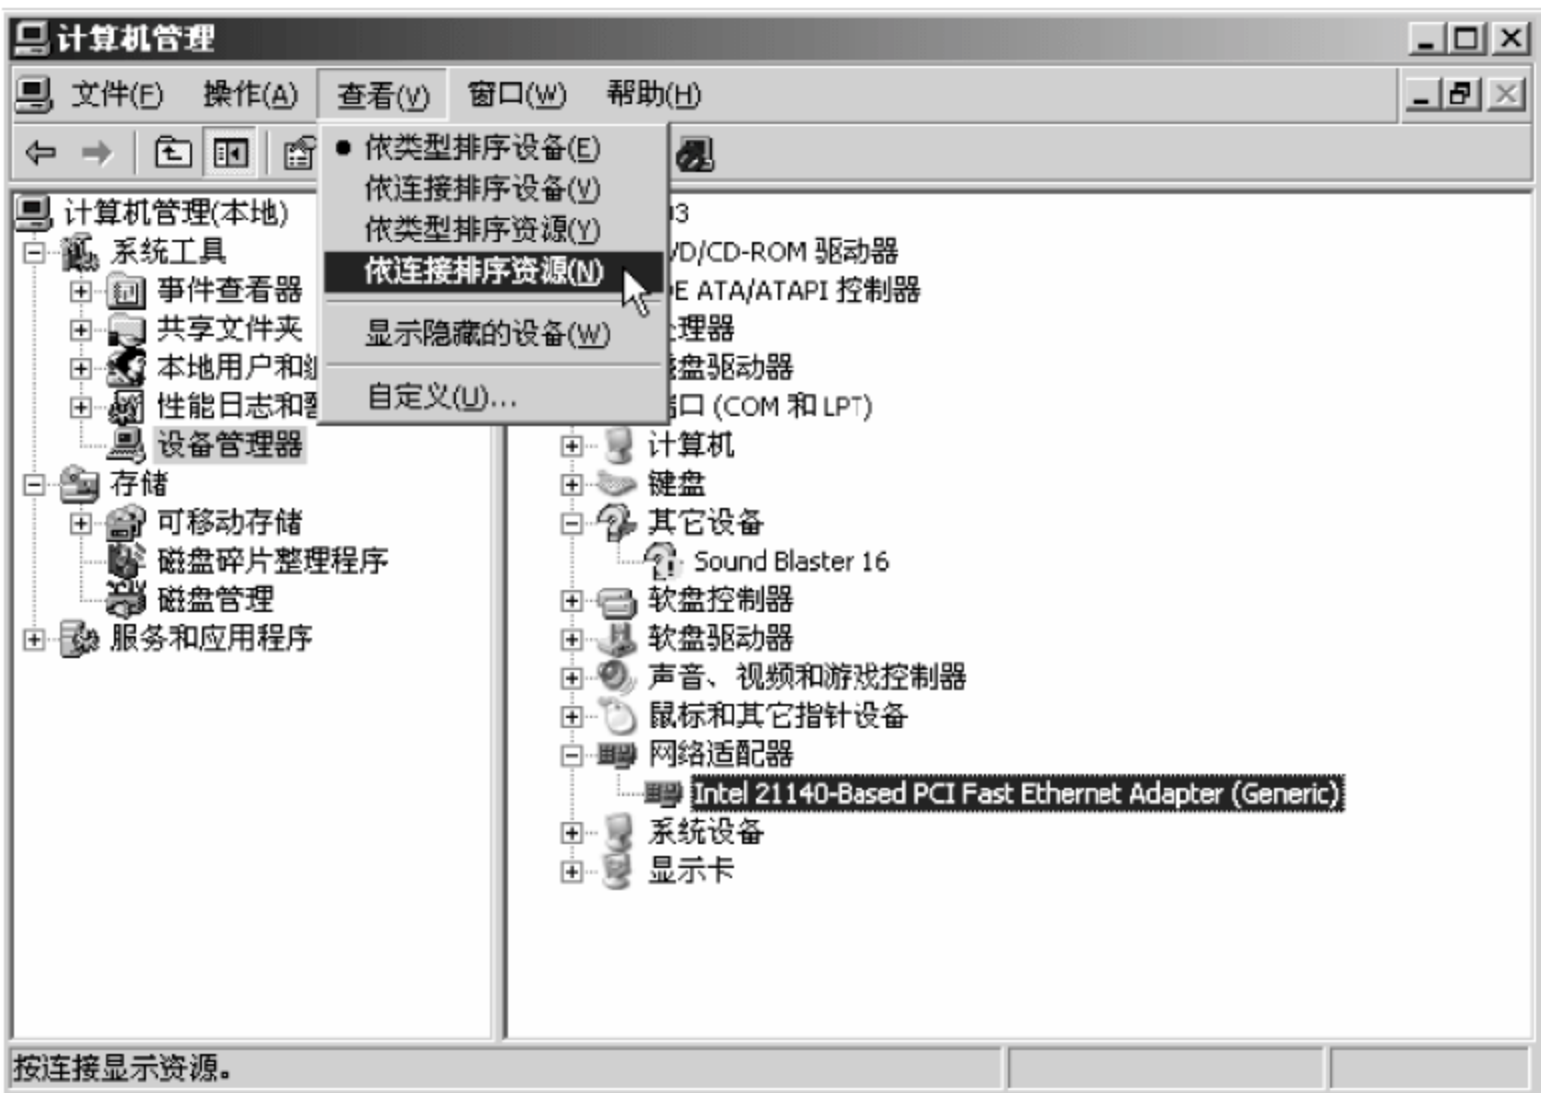 计算机管理
文件(F) 操作(A) 查看(V) 窗口(W) 帮助(H)
依类型排序设备(E)
依连接排序设备(V)
依类型排序资源(Y)
依连接排序资源(N)
显示隐藏的设备(W)
自定义(U)...
计算机管理(本地)
系统工具
事件查看器
共享文件夹
本地用户和
性能日志和
设备管理器
存储
可移动存储
磁盘碎片整理程序
磁盘管理
服务和应用程序
03
VD/CD-ROM 驱动器
DE ATA/ATAPI 控制器
理器
盘驱动器
口 (COM 和 LPT)
计算机
键盘
其它设备
Sound Blaster 16
软盘控制器
软盘驱动器
声音、视频和游戏控制器
鼠标和其它指针设备
网络适配器
Intel 21140-Based PCI Fast Ethernet Adapter (Generic)
系统设备
显示卡
按连接显示资源。